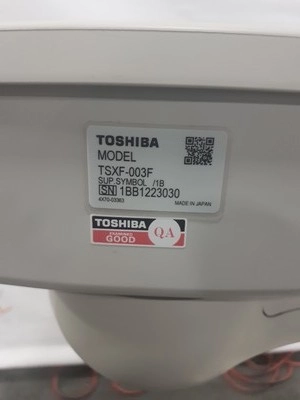 TOSHIBA
MODEL
TSXF-003F
SUP.SYMBOL /1B
SN 1BB1223030
MADE IN JAPAN
TOSHIBA
GOOD
QA